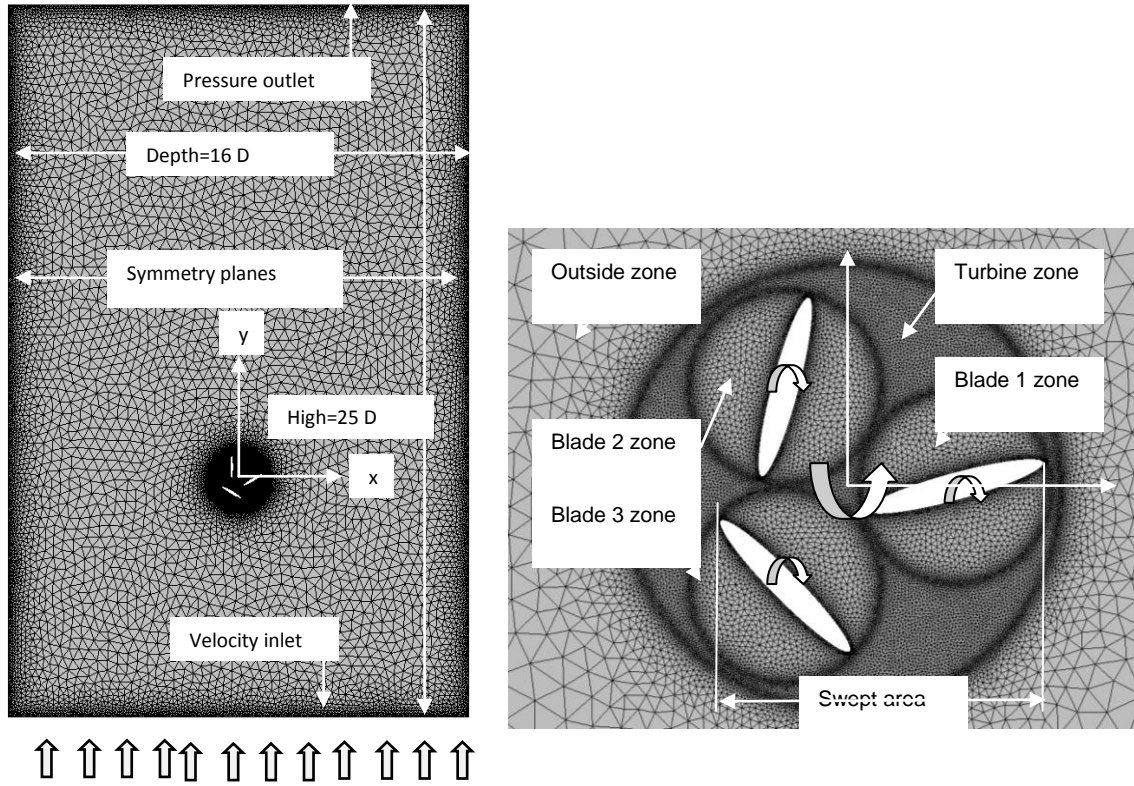 Pressure outlet
Depth=16 D
Symmetry planes
y
High=25 D
x
Velocity inlet
Outside zone
Turbine zone
Blade 1 zone
Blade 2 zone
Blade 3 zone
Swept area